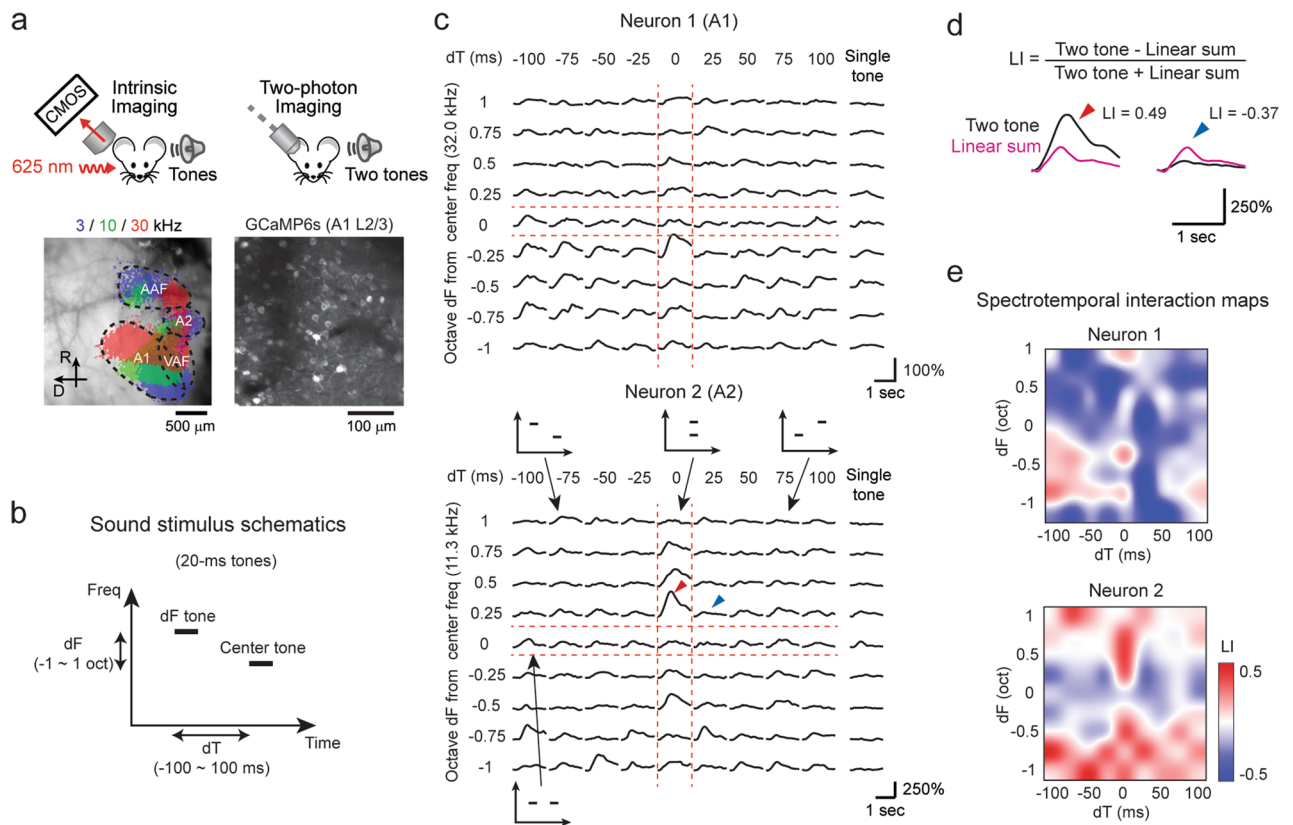 a
CMOS
Intrinsic
Imaging
625 nm
Tones
Two-photon
Imaging
Two tones
3 / 10 / 30 kHz
AAF
A2
A1
VAF
R
D
500 μm
GCaMP6s (A1 L2/3)
100 μm
b
Sound stimulus schematics
(20-ms tones)
Freq
dF tone
Center tone
dF
(-1 ~ 1 oct)
Time
dT
(-100 ~ 100 ms)
c
Neuron 1 (A1)
dT (ms) -100 -75 -50 -25 0 25 50 75 100 Single
tone
Octave dF from center freq (32.0 kHz)
1
0.75
0.5
0.25
0
-0.25
-0.5
-0.75
-1
100%
1 sec
Neuron 2 (A2)
dT (ms) -100 -75 -50 -25 0 25 50 75 100 Single
tone
Octave dF from center freq (11.3 kHz)
1
0.75
0.5
0.25
0
-0.25
-0.5
-0.75
-1
250%
1 sec
d
LI = Two tone - Linear sum
Two tone + Linear sum
LI = 0.49
LI = -0.37
Two tone
Linear sum
250%
1 sec
e
Spectrotemporal interaction maps
Neuron 1
dF (oct)
1
0.5
0
-0.5
-1
-100 -50 0 50 100
dT (ms)
Neuron 2
dF (oct)
1
0.5
0
-0.5
-1
-100 -50 0 50 100
dT (ms)
LI
0.5
-0.5